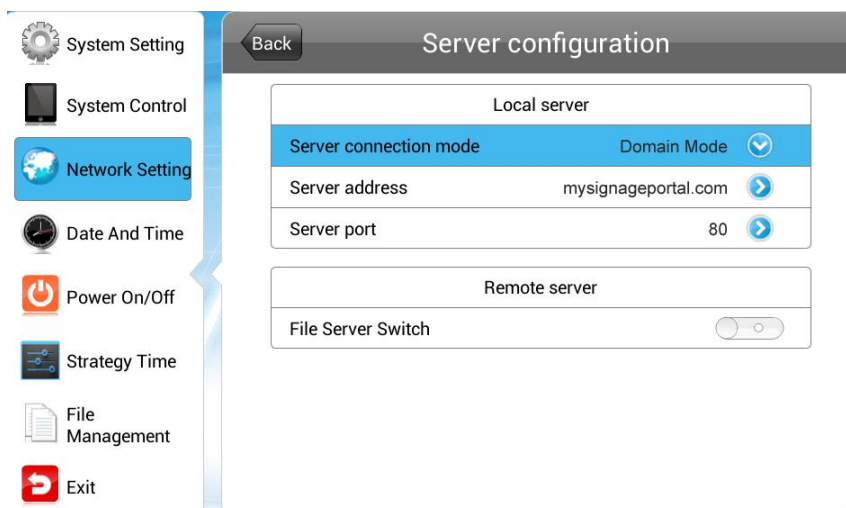 System Setting
System Control
Network Setting
Date And Time
Power On/Off
Strategy Time
File
Management
Exit
Back
Server configuration
Local server
Server connection mode Domain Mode
Server address mysignageportal.com
Server port 80
Remote server
File Server Switch